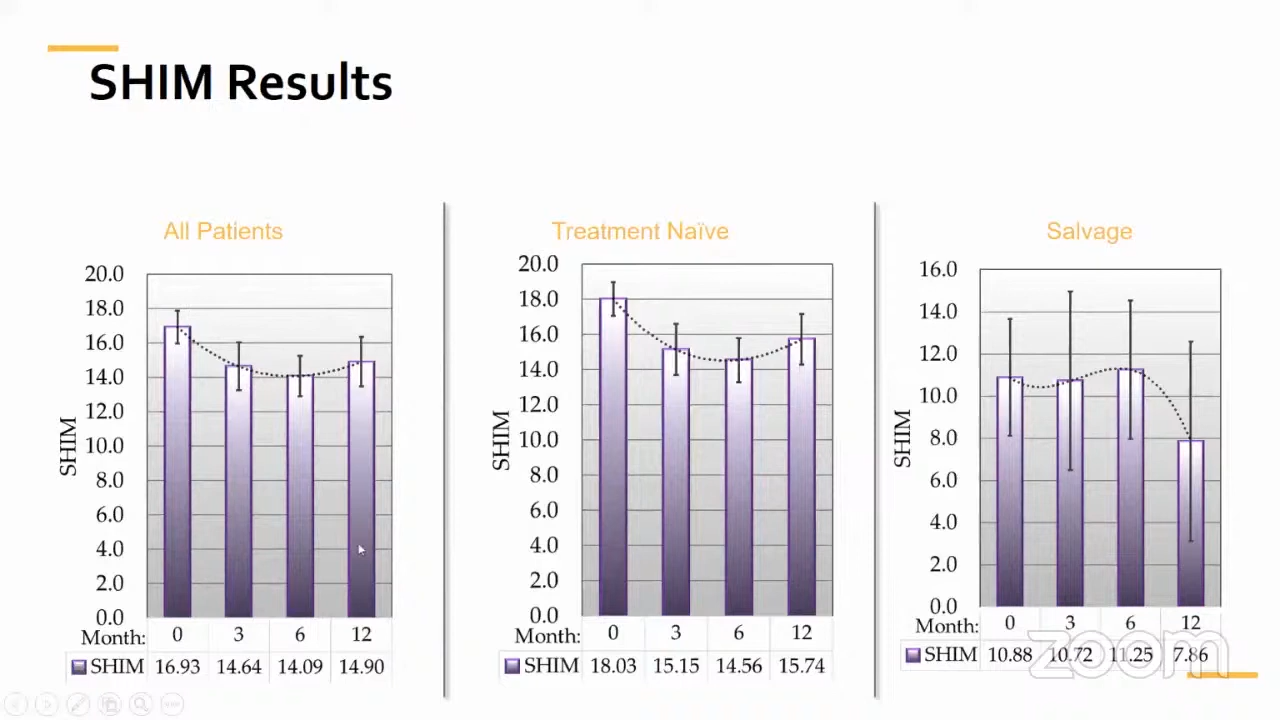 SHIM Results
All Patients
20.0
18.0
16.0
14.0
12.0
10.0
8.0
6.0
4.0
2.0
0.0
SHIM
Month: 0 3 6 12
SHIM 16.93 14.64 14.09 14.90
Treatment Naïve
20.0
18.0
16.0
14.0
12.0
10.0
8.0
6.0
4.0
2.0
0.0
SHIM
Month: 0 3 6 12
SHIM 18.03 15.15 14.56 15.74
Salvage
16.0
14.0
12.0
10.0
8.0
6.0
4.0
2.0
0.0
SHIM
Month: 0 3 6 12
SHIM 10.88 10.72 11.25 7.86
zoom